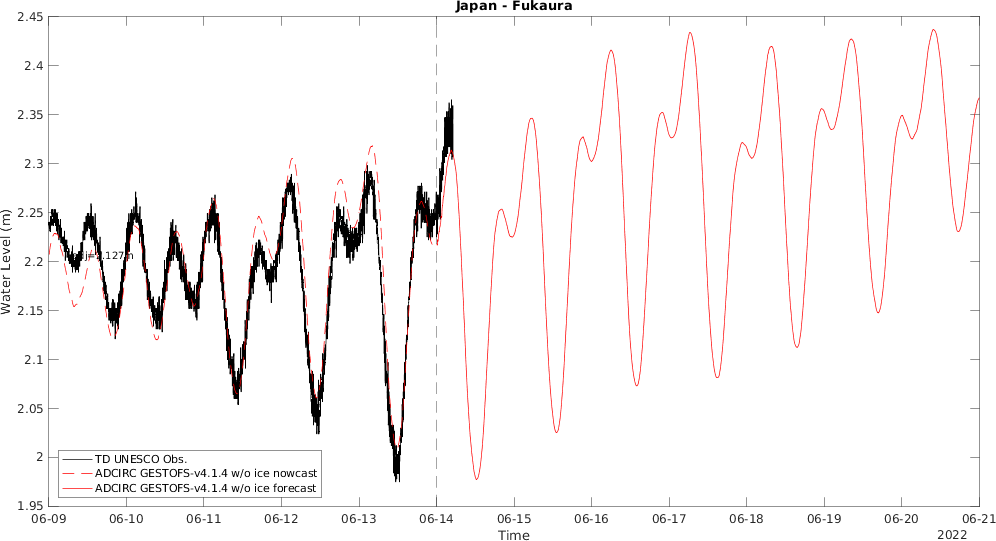 Japan - Fukaura
2.45
2.4
2.35
2.3
2.25
2.2
2.15
2.1
2.05
2
1.95
Water Level (m)
TD UNESCO Obs.
ADCIRC GESTOFS-v4.1.4 w/o ice nowcast
ADCIRC GESTOFS-v4.1.4 w/o ice forecast
06-09 06-10 06-11 06-12 06-13 06-14 06-15 06-16 06-17 06-18 06-19 06-20 06-21
Time
2022